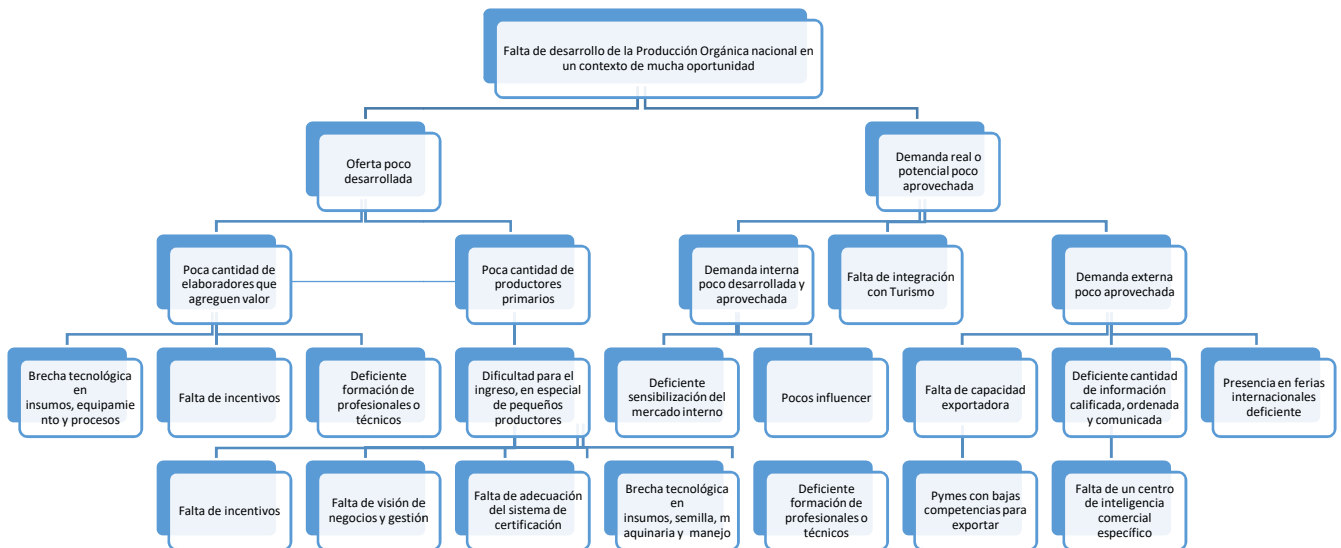 Falta de desarrollo de la Producción Orgánica nacional en
un contexto de mucha oportunidad
Oferta poco
desarrollada
Demanda real o
potencial poco
aprovechada
Poca cantidad de
elaboradores que
agreguen valor
Poca cantidad de
productores
primarios
Demanda interna
poco desarrollada y
aprovechada
Falta de integración
con Turismo
Demanda externa
poco aprovechada
Brecha tecnológica
en
insumos, equipamie
nto y procesos
Falta de incentivos
Deficiente
formación de
profesionales o
técnicos
Dificultad para el
ingreso, en especial
de pequeños
productores
Deficiente
sensibilización del
mercado interno
Pocos influencer
Falta de capacidad
exportadora
Deficiente cantidad
de información
calificada, ordenada
y comunicada
Presencia en ferias
internacionales
deficiente
Falta de incentivos
Falta de visión de
negocios y gestión
Falta de adecuación
del sistema de
certificación
Brecha tecnológica
en
insumos, semilla, m
aquinaria y manejo
Deficiente
formación de
profesionales o
técnicos
Pymes con bajas
competencias para
exportar
Falta de un centro
de inteligencia
comercial
específico